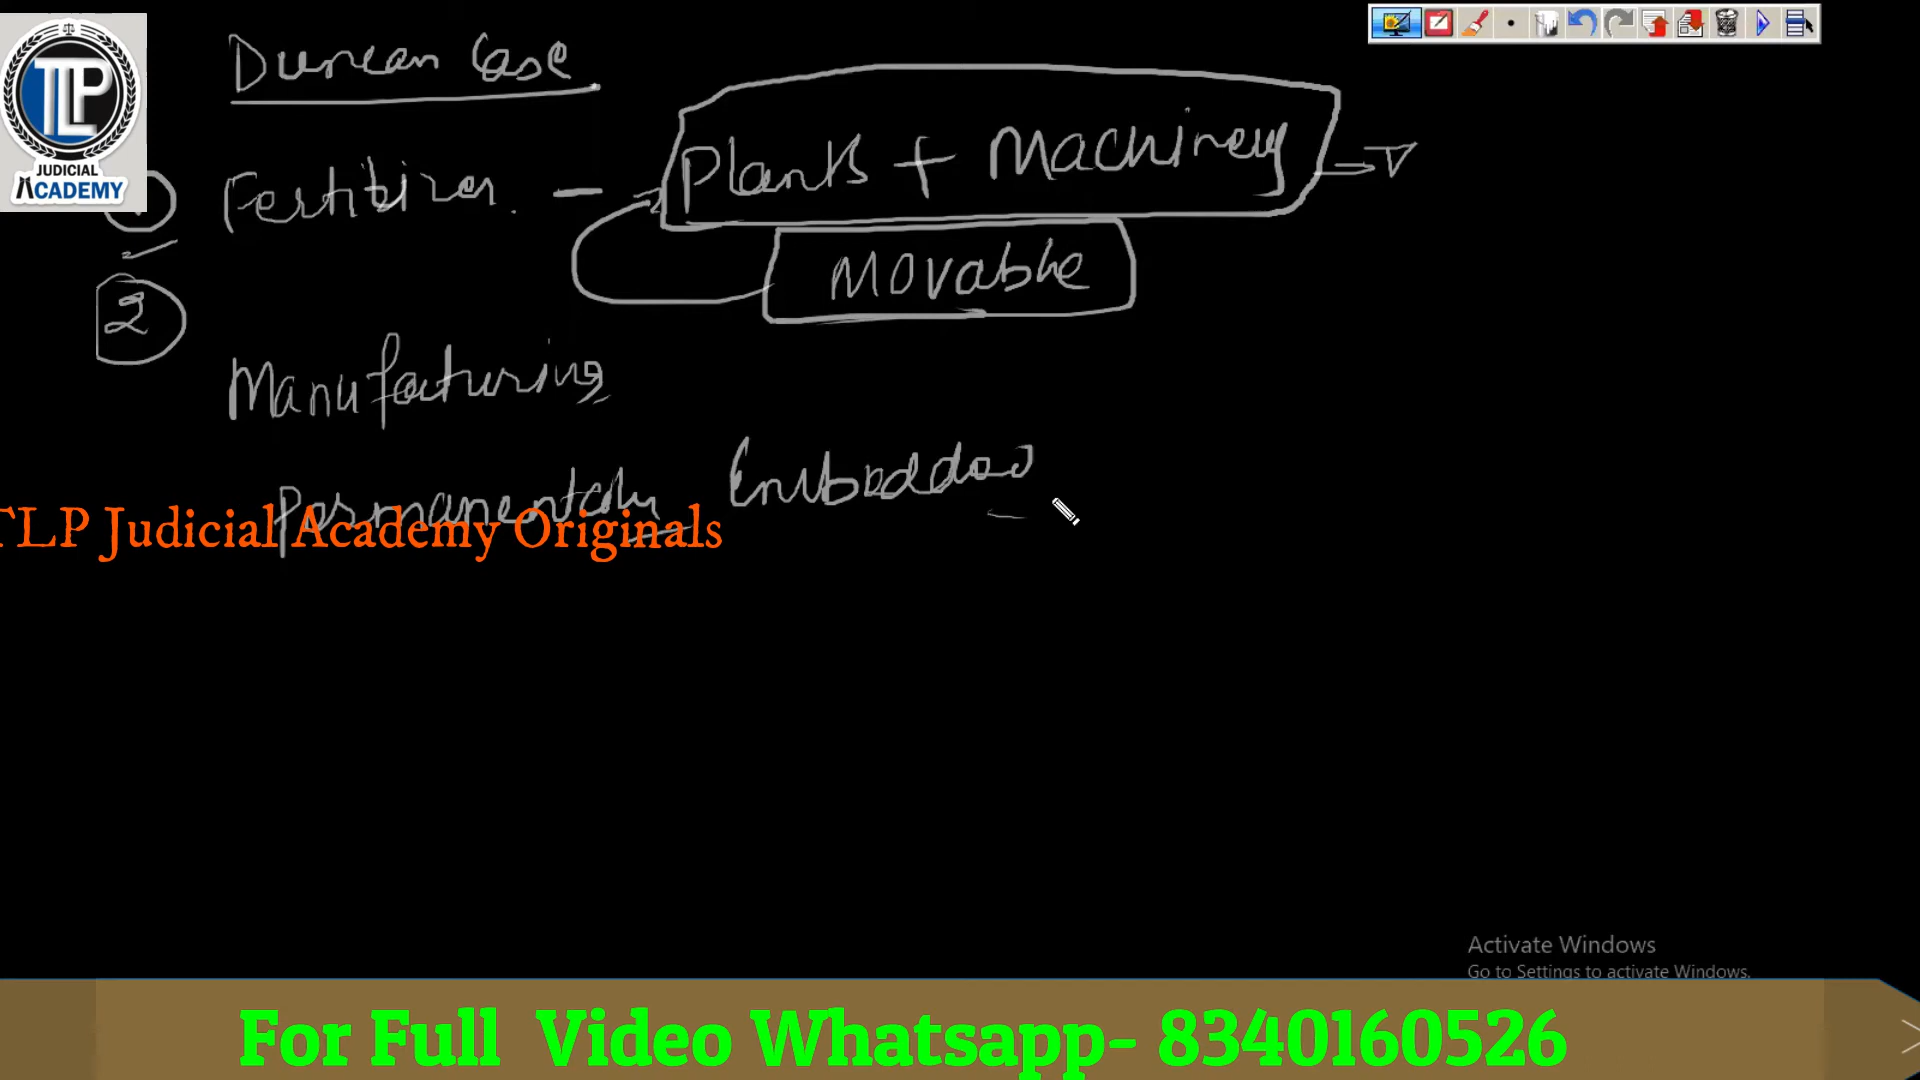 TLP
JUDICIAL
ACADEMY
Duncan Case
Fertilizer. - Plants + Machinery
Movable
2
Manufacturing
Permanently Embedded
TLP Judicial Academy Originals
Activate Windows
Go to Settings to activate Windows.
For Full Video Whatsapp- 8340160526